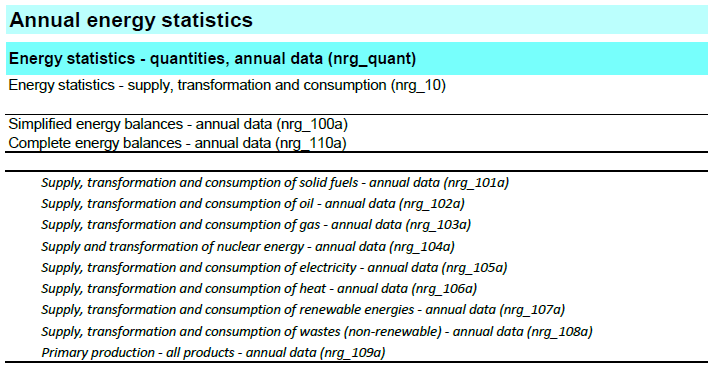 Annual energy statistics
Energy statistics - quantities, annual data (nrg_quant)
Energy statistics - supply, transformation and consumption (nrg_10)
Simplified energy balances - annual data (nrg_100a)
Complete energy balances - annual data (nrg_110a)
Supply, transformation and consumption of solid fuels - annual data (nrg_101a)
Supply, transformation and consumption of oil - annual data (nrg_102a)
Supply, transformation and consumption of gas - annual data (nrg_103a)
Supply and transformation of nuclear energy - annual data (nrg_104a)
Supply, transformation and consumption of electricity - annual data (nrg_105a)
Supply, transformation and consumption of heat - annual data (nrg_106a)
Supply, transformation and consumption of renewable energies - annual data (nrg_107a)
Supply, transformation and consumption of wastes (non-renewable) - annual data (nrg_108a)
Primary production - all products - annual data (nrg_109a)